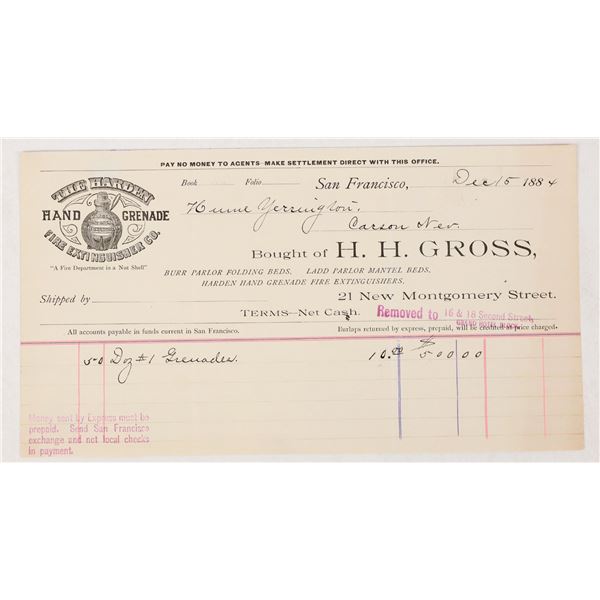 PAY NO MONEY TO AGENTS—MAKE SETTLEMENT DIRECT WITH THIS OFFICE.
THE HARDEN
HAND GRENADE
FIRE EXTINGUISHER CO.
"A Fire Department in a Nut Shell"
Book Folio
San Francisco, Dec 15 1884
Hume Yerrington,
Carson Nev.
Bought of H. H. GROSS,
BURR PARLOR FOLDING BEDS, LADD PARLOR MANTEL BEDS,
HARDEN HAND GRENADE FIRE EXTINGUISHERS.
Shipped by
21 New Montgomery Street.
TERMS—Net Cash.
Removed to 16 & 18 Second Street,
All accounts payable in funds current in San Francisco.
Burlaps returned by express, prepaid, will be credited at price charged.
50 Doz #1 Grenades. 10.00 $500 00
Money sent by Express must be
prepaid. Send San Francisco
exchange and not local checks
in payment.